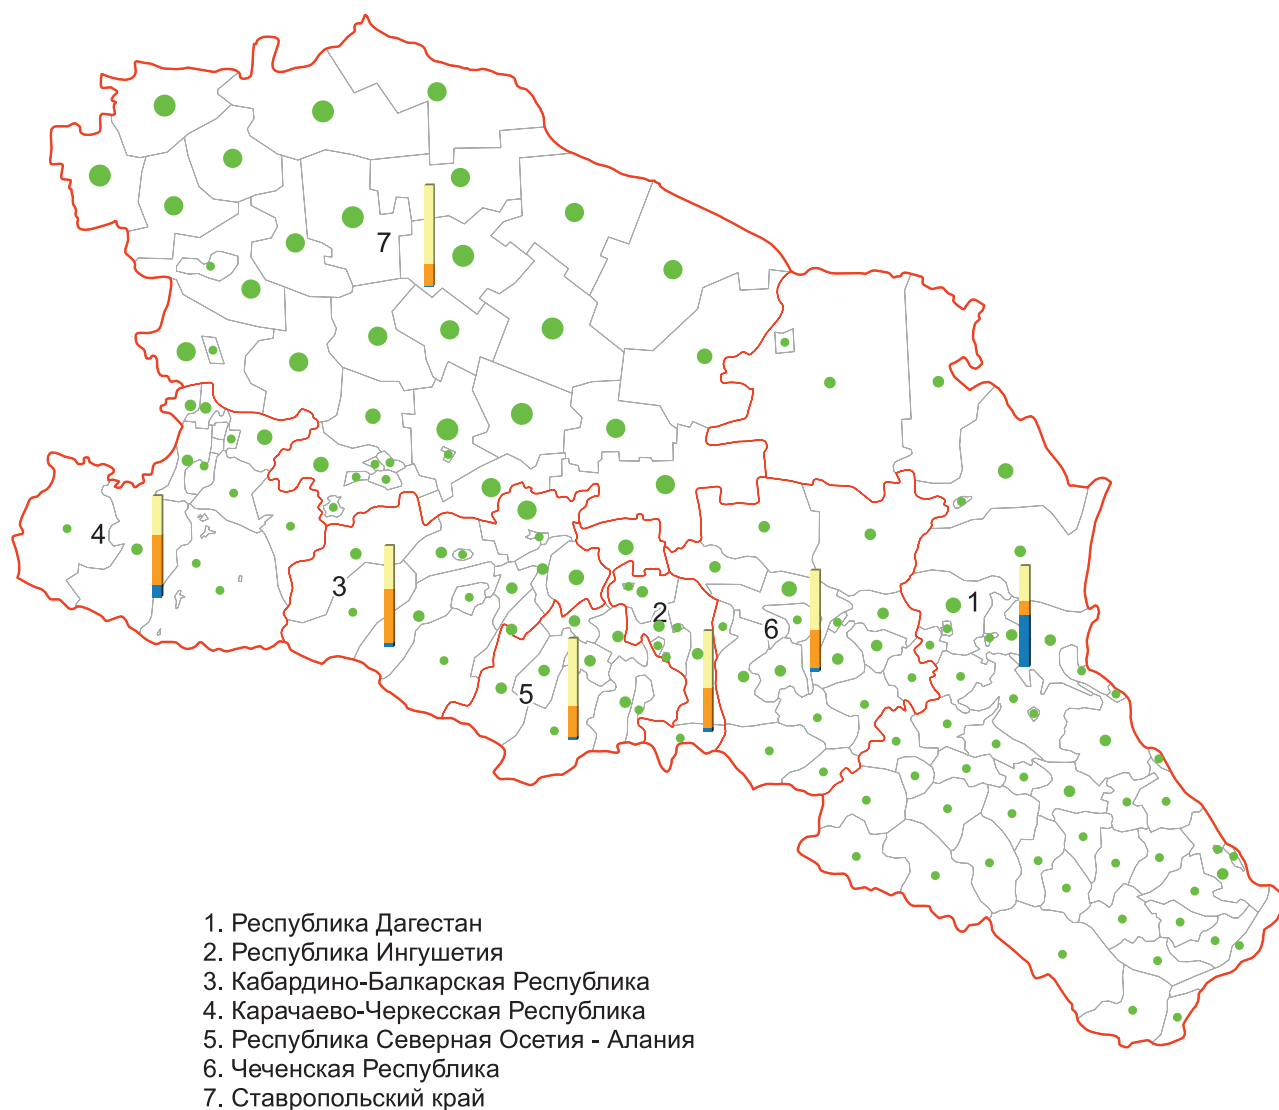 7
4
3
2
1
6
5
1. Республика Дагестан
2. Республика Ингушетия
3. Кабардино-Балкарская Республика
4. Карачаево-Черкесская Республика
5. Республика Северная Осетия - Алания
6. Чеченская Республика
7. Ставропольский край